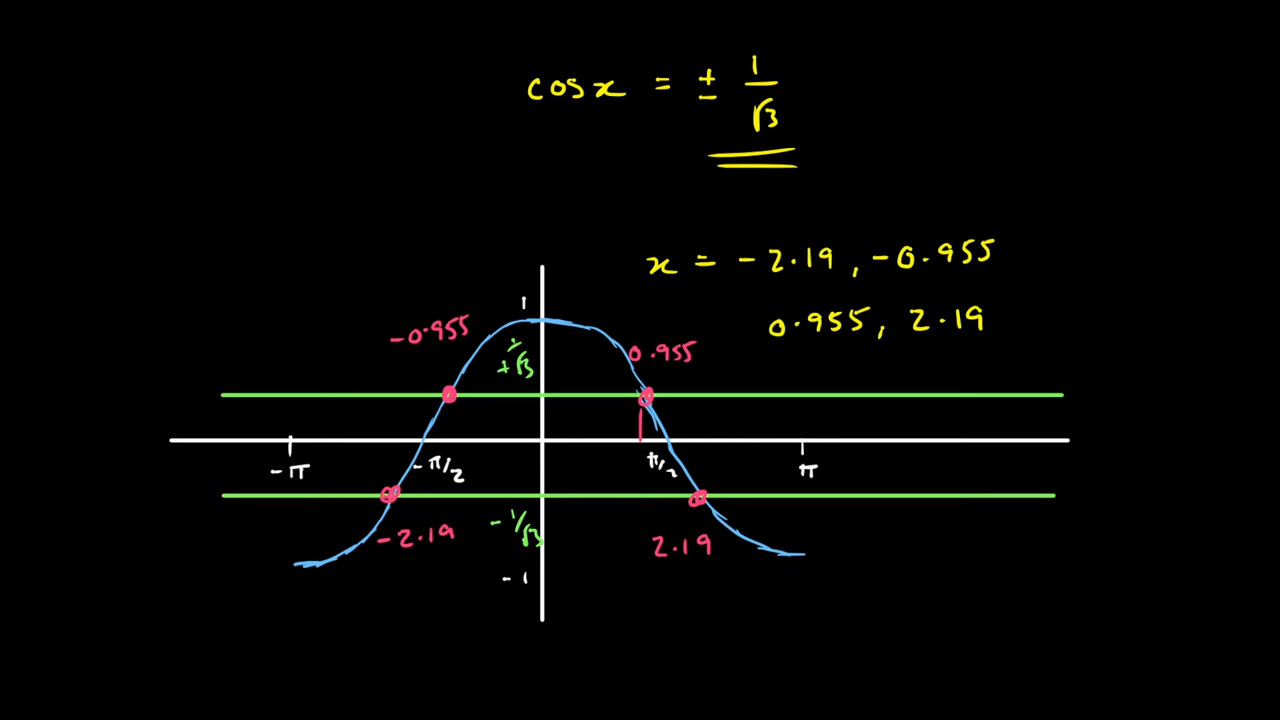 cosx = ± 1/√3
x = -2.19, -0.955
0.955, 2.19
1
-0.955
+1/√3
0.955
-π
-π/2
π/2
π
-2.19
-1/√3
2.19
-1